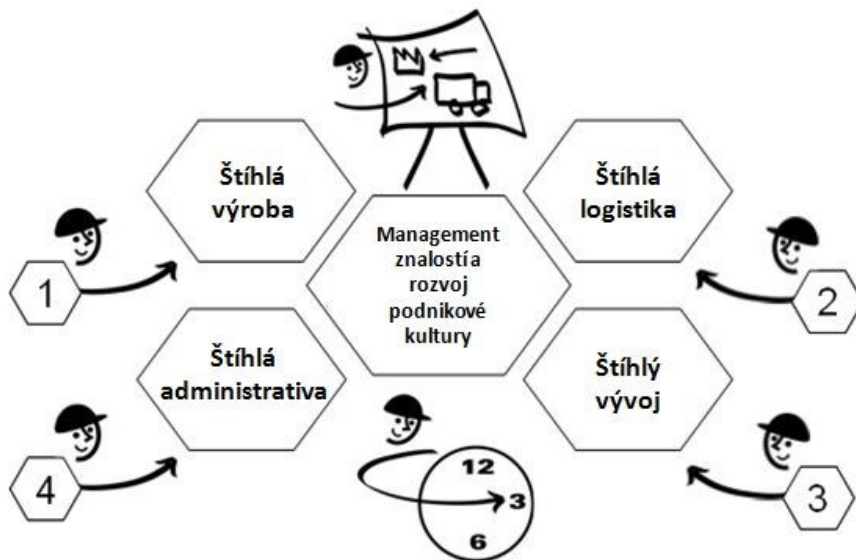 Štíhlá
výroba
Štíhlá
logistika
Management
znalostí a
rozvoj
podnikové
kultury
1
2
Štíhlá
administrativa
Štíhlý
vývoj
4
3
12
3
6